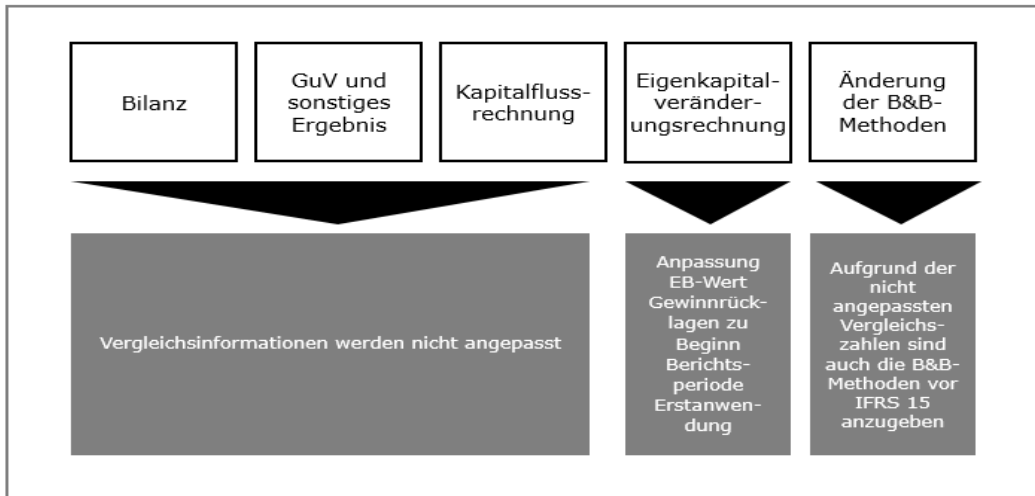 Bilanz
GuV und
sonstiges
Ergebnis
Kapitalfluss-
rechnung
Eigenkapital-
veränder-
ungsrechnung
Änderung
der B&B-
Methoden
Vergleichsinformationen werden nicht angepasst
Anpassung
EB-Wert
Gewinnrück-
lagen zu
Beginn
Berichts-
periode
Erstanwen-
dung
Aufgrund der
nicht
angepassten
Vergleichs-
zahlen sind
auch die B&B-
Methoden vor
IFRS 15
anzugeben